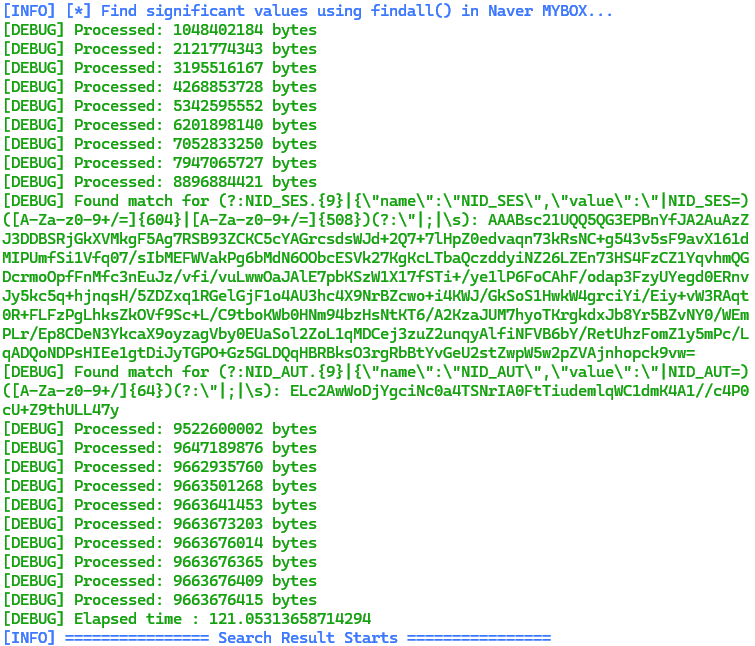 [INFO] [*] Find significant values using findall() in Naver MYBOX...
[DEBUG] Processed: 1048402184 bytes
[DEBUG] Processed: 2121774343 bytes
[DEBUG] Processed: 3195516167 bytes
[DEBUG] Processed: 4268853728 bytes
[DEBUG] Processed: 5342595552 bytes
[DEBUG] Processed: 6201898140 bytes
[DEBUG] Processed: 7052833250 bytes
[DEBUG] Processed: 7947065727 bytes
[DEBUG] Processed: 8896884421 bytes
[DEBUG] Found match for (?:NID_SES.{9}|{\"name\":\"NID_SES\",\"value\":\"|NID_SES=)
([A-Za-z0-9+/=]{604}|[A-Za-z0-9+/=]{508})(?:\"|;|\s): AAABsc21UQQ5QG3EPBnYfJA2AuAzZ
J3DDBSRjGkXVMkgF5Ag7RSB93ZCKC5cYAGrcsdsWJd+2Q7+7lHpZ0edvaqn73kRsNC+g543v5sF9avX161d
MIPUmfSi1Vfq07/sIbMEFWVakPg6bMdN6OObcESVk27KgKcLTbaQczddyiNZ26LZEn73HS4FzCZ1YqvhmQG
DcrmoOpfFnMfc3nEuJz/vfi/vuLwwOaJAlE7pbKSzW1X17fSTi+/ye1lP6FoCAhF/odap3FzyUYegd0ERnv
Jy5kc5q+hjnqsH/5ZDZxq1RGelGjF1o4AU3hc4X9NrBZcwo+i4KWJ/GkSoS1HwkW4grciYi/Eiy+vW3RAqt
0R+FLFzPgLhksZkOVf9Sc+L/C9tboKWb0HNm94bzHsNtKT6/A2KzaJUM7hyoTKrgkdxJb8Yr5BZvNY0/WEm
PLr/Ep8CDeN3YkcaX9oyzagVby0EUaSol2ZoL1qMDCej3zuZ2unqyAlfiNFVB6bY/RetUhzFomZ1y5mPc/L
qADQoNDPsHIEe1gtDiJyTGPO+Gz5GLDQqHBRBksO3rgRbBtYvGeU2stZwpW5w2pZVAjnhopck9vw=
[DEBUG] Found match for (?:NID_AUT.{9}|{\"name\":\"NID_AUT\",\"value\":\"|NID_AUT=)
([A-Za-z0-9+/]{64})(?:\"|;|\s): ELc2AwWoDjYgciNc0a4TSNrIA0FtTiudemlqWC1dmK4A1//c4P0
cU+Z9thULL47y
[DEBUG] Processed: 9522600002 bytes
[DEBUG] Processed: 9647189876 bytes
[DEBUG] Processed: 9662935760 bytes
[DEBUG] Processed: 9663501268 bytes
[DEBUG] Processed: 9663641453 bytes
[DEBUG] Processed: 9663673203 bytes
[DEBUG] Processed: 9663676014 bytes
[DEBUG] Processed: 9663676365 bytes
[DEBUG] Processed: 9663676409 bytes
[DEBUG] Processed: 9663676415 bytes
[DEBUG] Elapsed time : 121.05313658714294
[INFO] ================ Search Result Starts ================